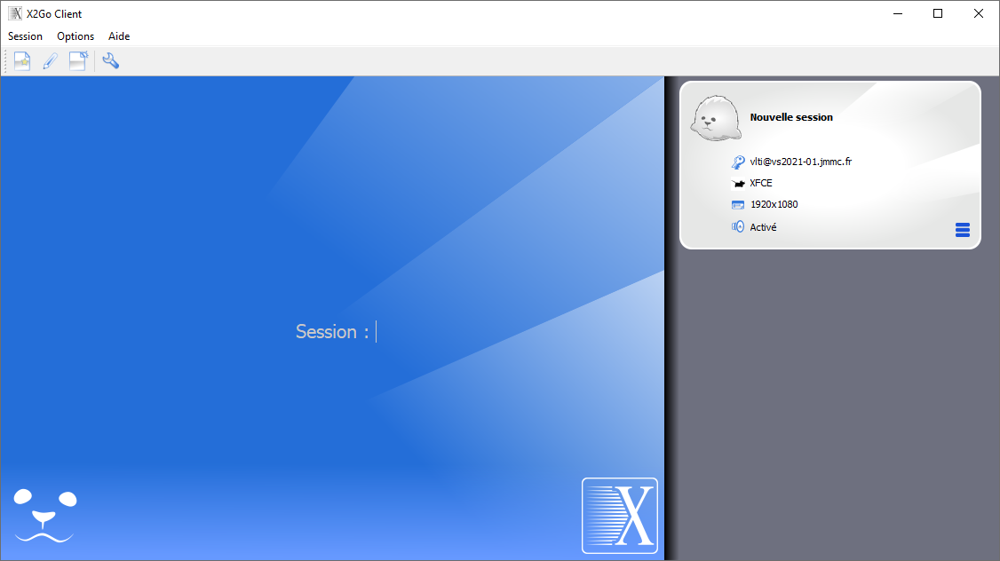 X2Go Client
Session Options Aide
Session :
Nouvelle session
vlti@vs2021-01.jmmc.fr
XFCE
1920x1080
Activé
X